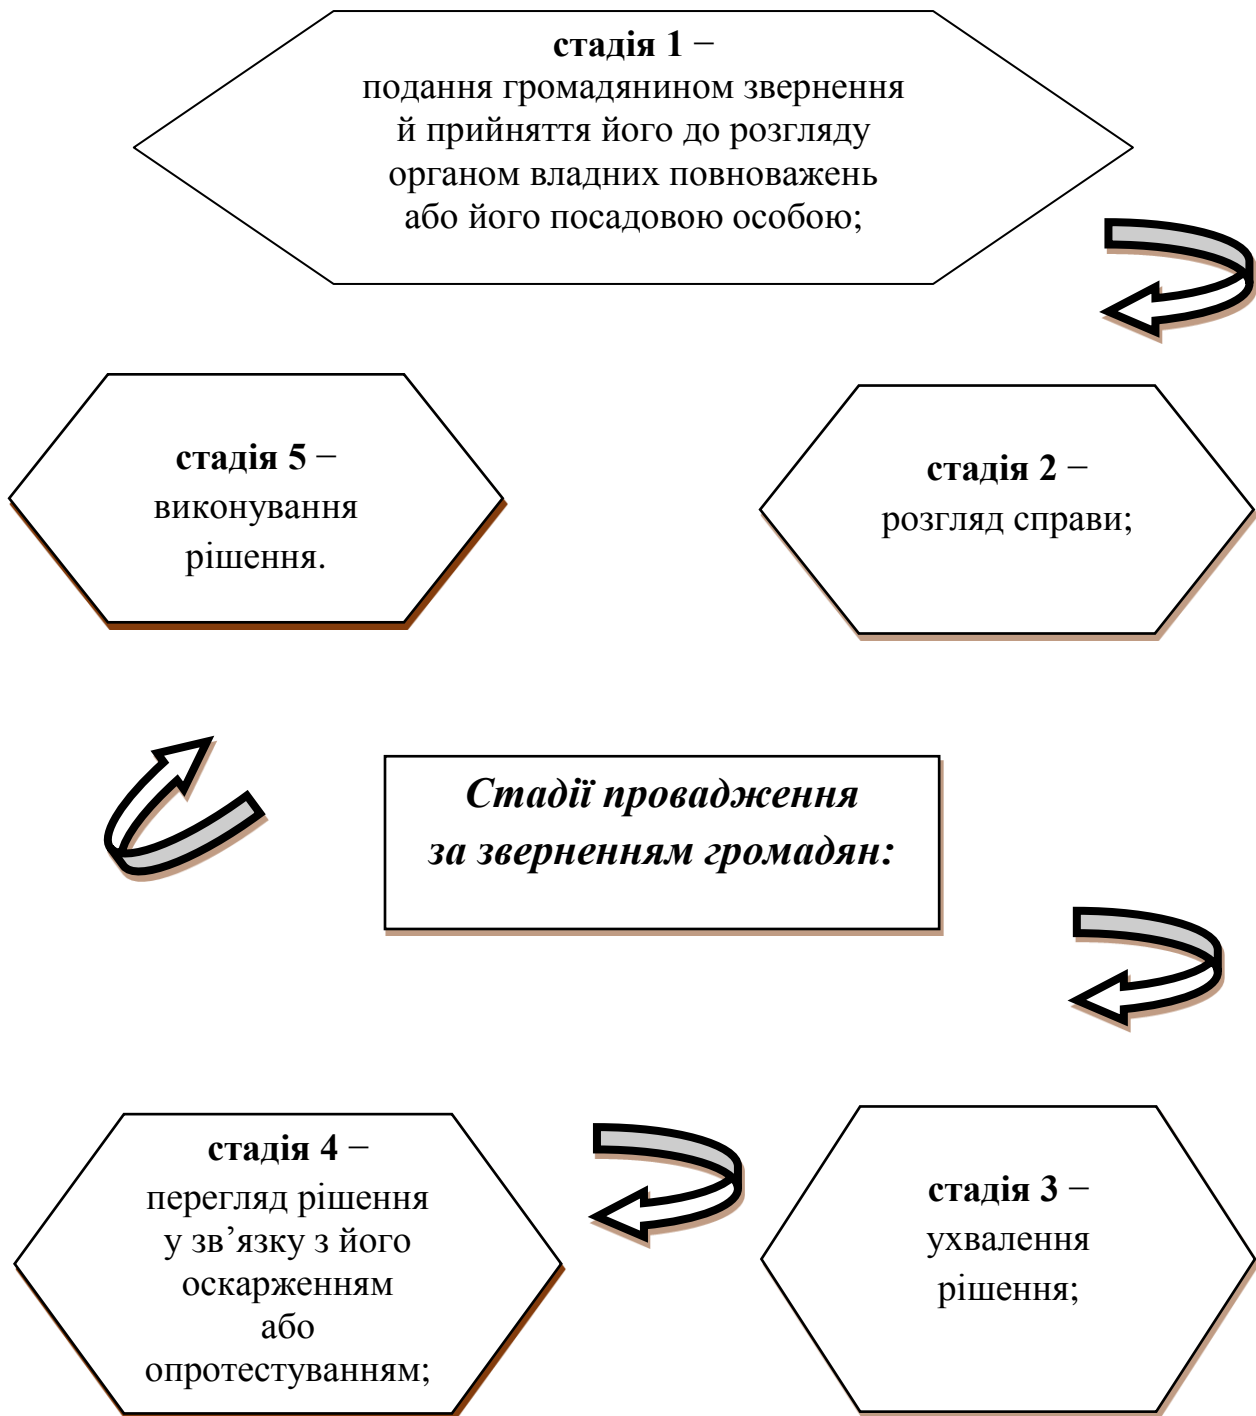 стадія 1 −
подання громадянином звернення
й прийняття його до розгляду
органом владних повноважень
або його посадовою особою;
стадія 5 −
виконування
рішення.
стадія 2 −
розгляд справи;
Стадії провадження
за зверненням громадян:
стадія 4 −
перегляд рішення
у зв’язку з його
оскарженням
або
опротестуванням;
стадія 3 −
ухвалення
рішення;